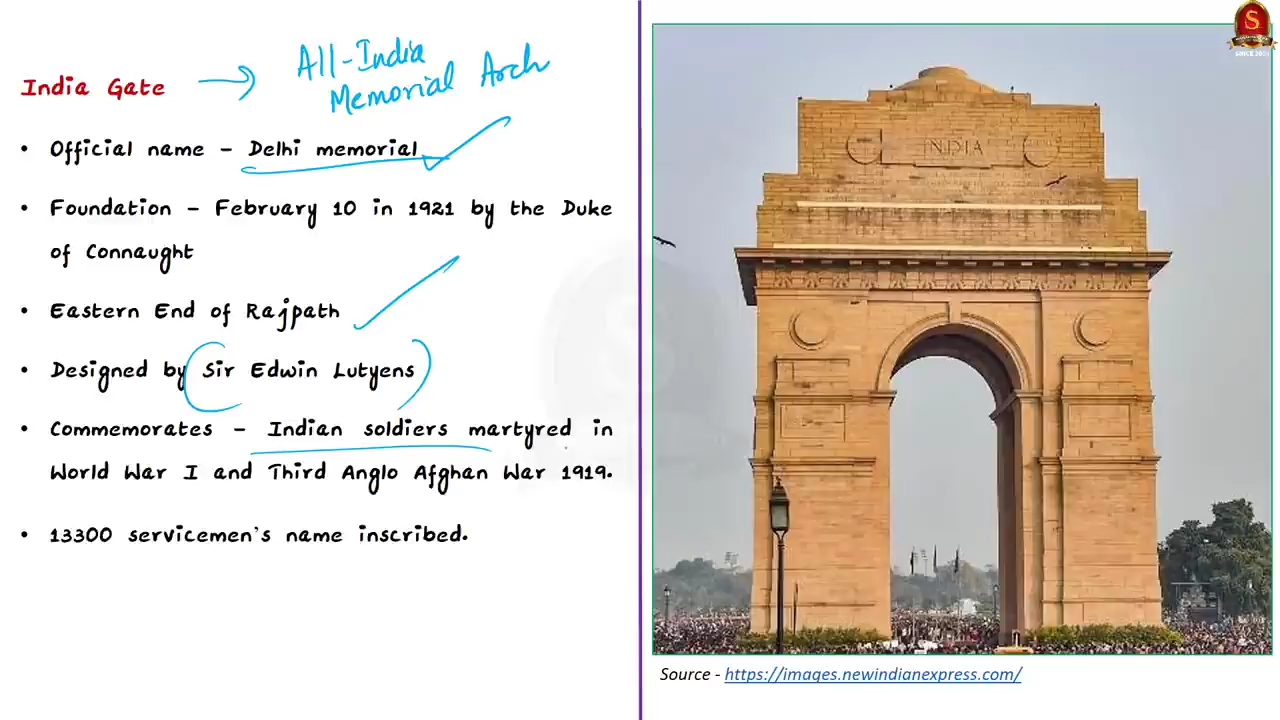 All-India
Memorial Arch
India Gate
• Official name – Delhi memorial
• Foundation – February 10 in 1921 by the Duke
of Connaught
• Eastern End of Rajpath
• Designed by Sir Edwin Lutyens
• Commemorates – Indian soldiers martyred in
World War I and Third Anglo Afghan War 1919.
• 13300 servicemen's name inscribed.
INDIA
S
SINCE 2004
Source - https://images.newindianexpress.com/